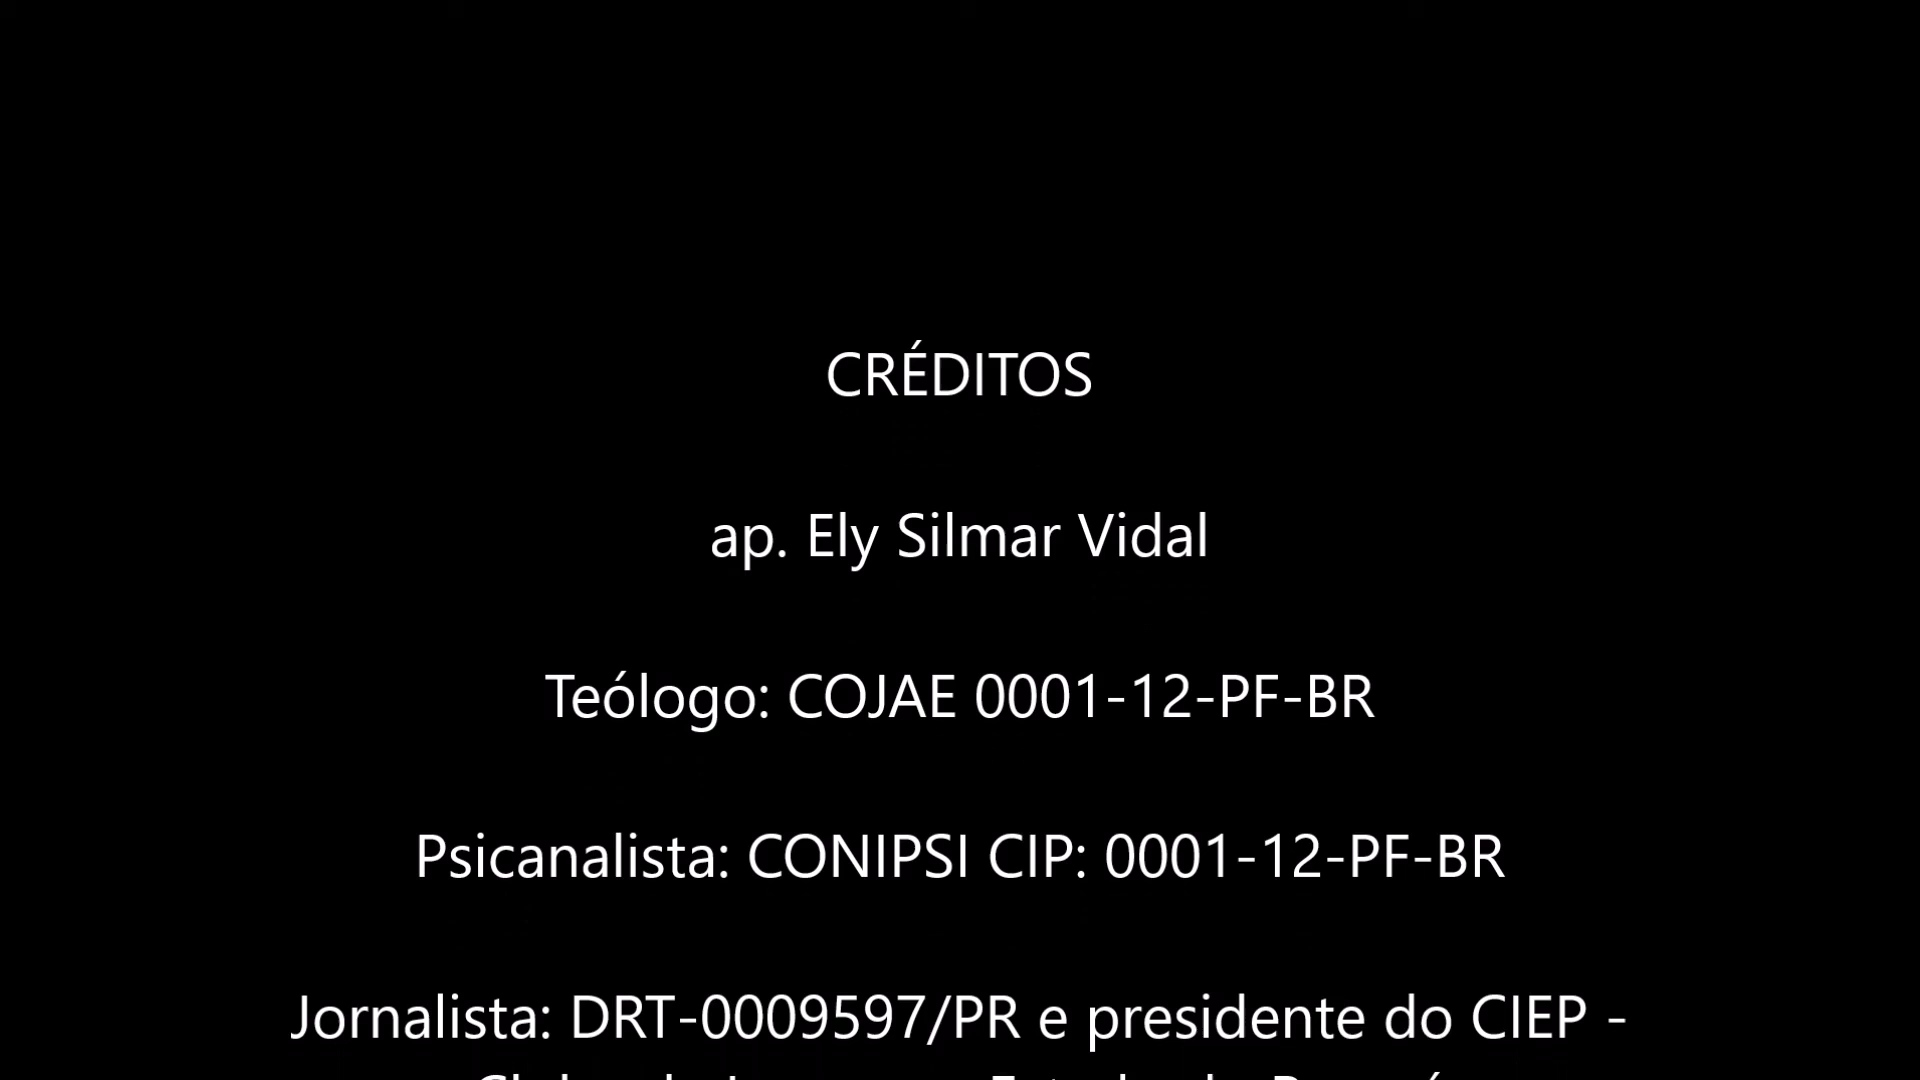 CRÉDITOS
ap. Ely Silmar Vidal
Teólogo: COJAE 0001-12-PF-BR
Psicanalista: CONIPSI CIP: 0001-12-PF-BR
Jornalista: DRT-0009597/PR e presidente do CIEP -